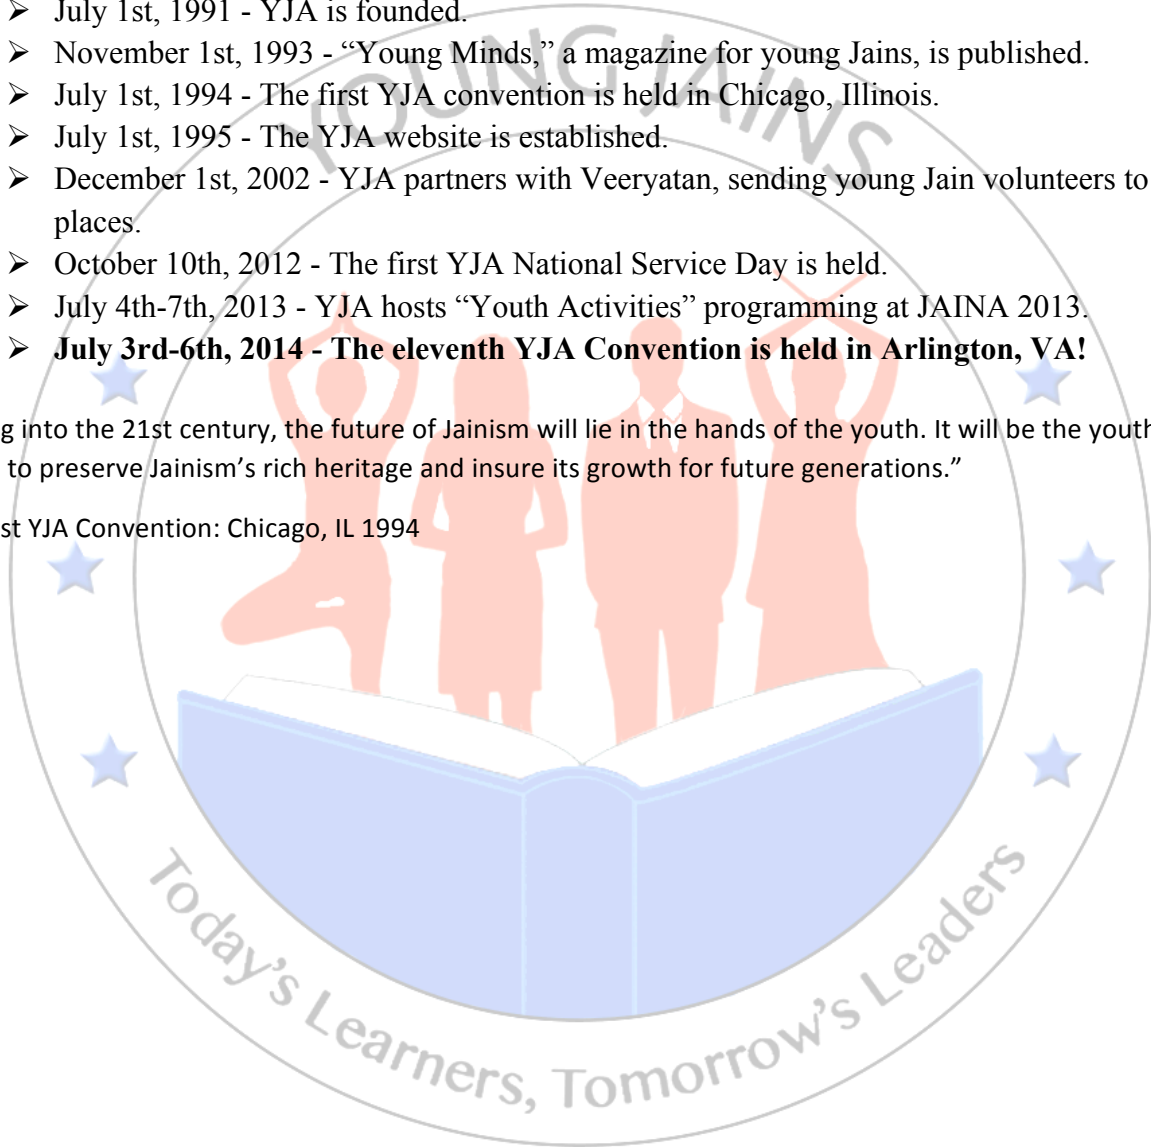 ➢ July 1st, 1991 - YJA is founded.
➢ November 1st, 1993 - “Young Minds,” a magazine for young Jains, is published.
➢ July 1st, 1994 - The first YJA convention is held in Chicago, Illinois.
➢ July 1st, 1995 - The YJA website is established.
➢ December 1st, 2002 - YJA partners with Veeryatan, sending young Jain volunteers to
places.
➢ October 10th, 2012 - The first YJA National Service Day is held.
➢ July 4th-7th, 2013 - YJA hosts “Youth Activities” programming at JAINA 2013.
➢ July 3rd-6th, 2014 - The eleventh YJA Convention is held in Arlington, VA!
g into the 21st century, the future of Jainism will lie in the hands of the youth. It will be the youth
to preserve Jainism’s rich heritage and insure its growth for future generations.”
st YJA Convention: Chicago, IL 1994
YOUNG JAINS
Today's Learners, Tomorrow's Leaders